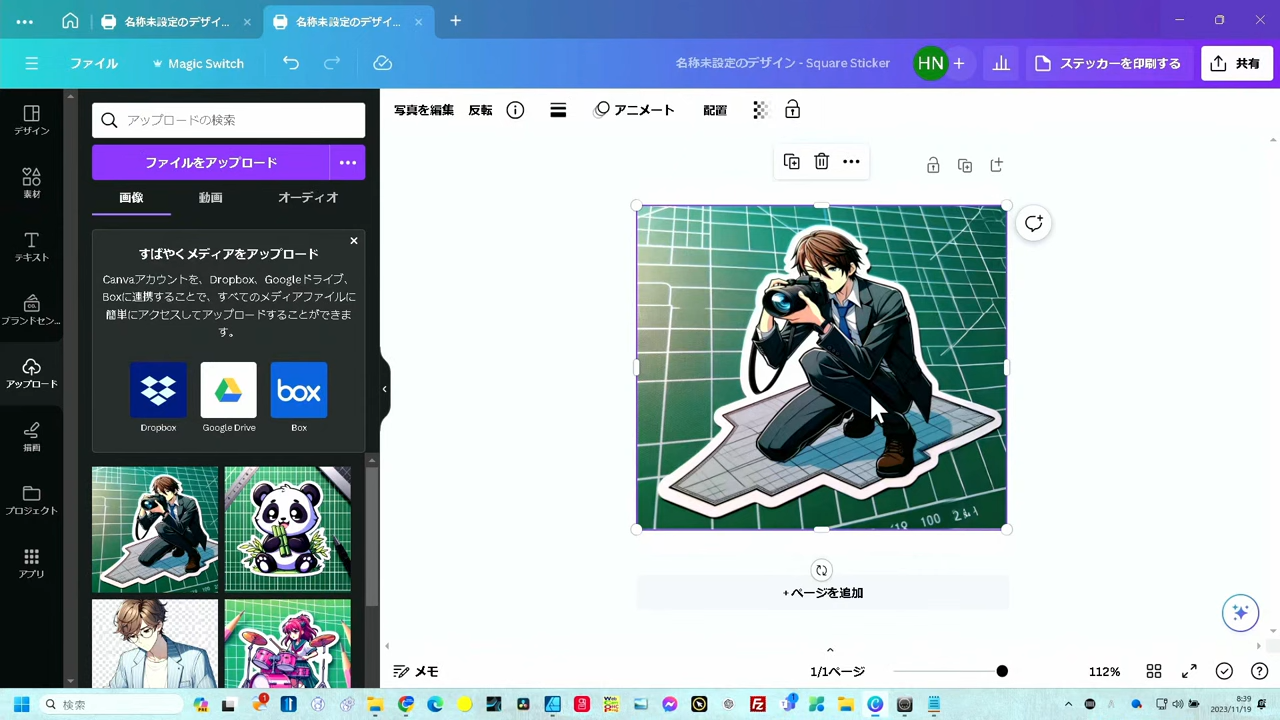 名称未設定のデザイ...
名称未設定のデザイ...
ファイル
Magic Switch
名称未設定のデザイン - Square Sticker
HN
ステッカーを印刷する
共有
デザイン
素材
テキスト
ブランドセン...
アップロード
描画
プロジェクト
アプリ
アップロードの検索
ファイルをアップロード
画像
動画
オーディオ
すばやくメディアをアップロード
Canvaアカウントを、Dropbox、Googleドライブ、
Boxに連携することで、すべてのメディアファイルに
簡単にアクセスしてアップロードすることができま
す。
box
Dropbox
Google Drive
Box
写真を編集
反転
アニメート
配置
100
+ページを追加
メモ
1/1ページ
112%
検索
8:39
2023/11/19